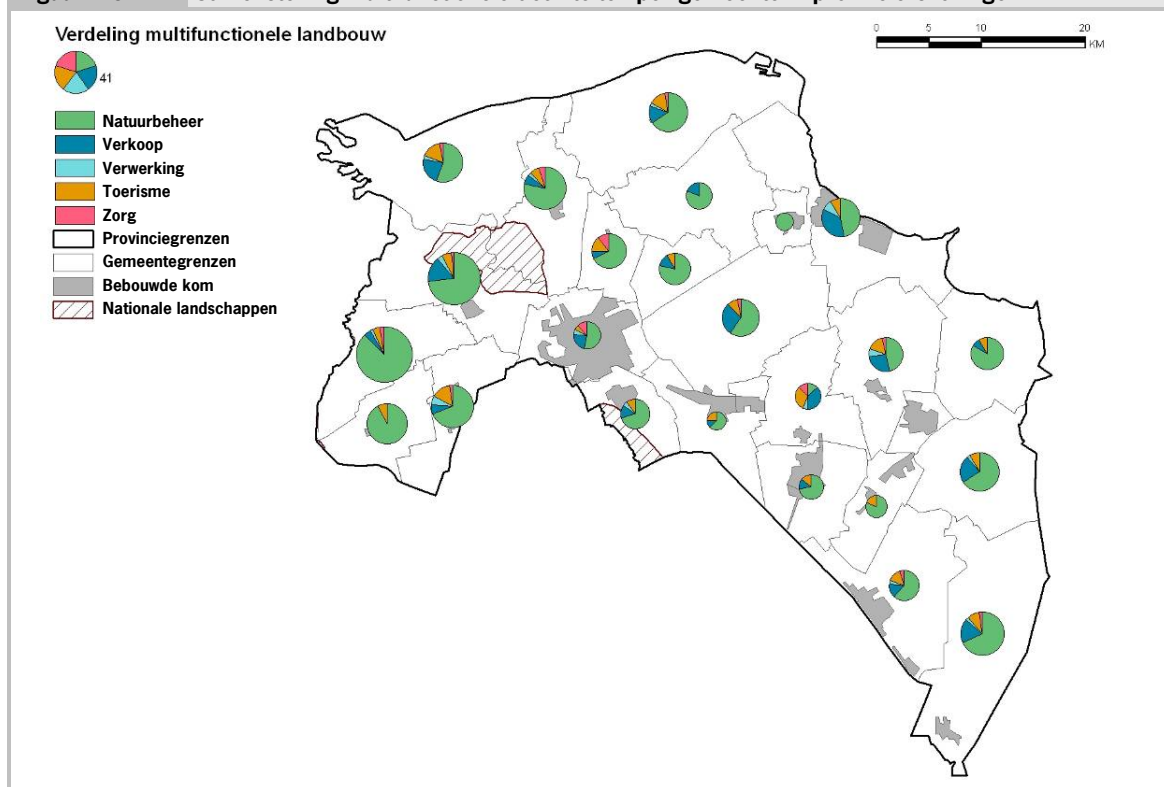 Verdeling multifunctionele landbouw
41
Natuurbeheer
Verkoop
Verwerking
Toerisme
Zorg
Provinciegrenzen
Gemeentegrenzen
Bebouwde kom
Nationale landschappen
0 5 10 20
KM